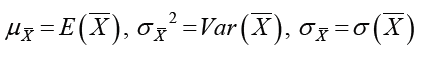 μ_X̄ = E(X̄), σ_X̄² = Var(X̄), σ_X̄ = σ(X̄)